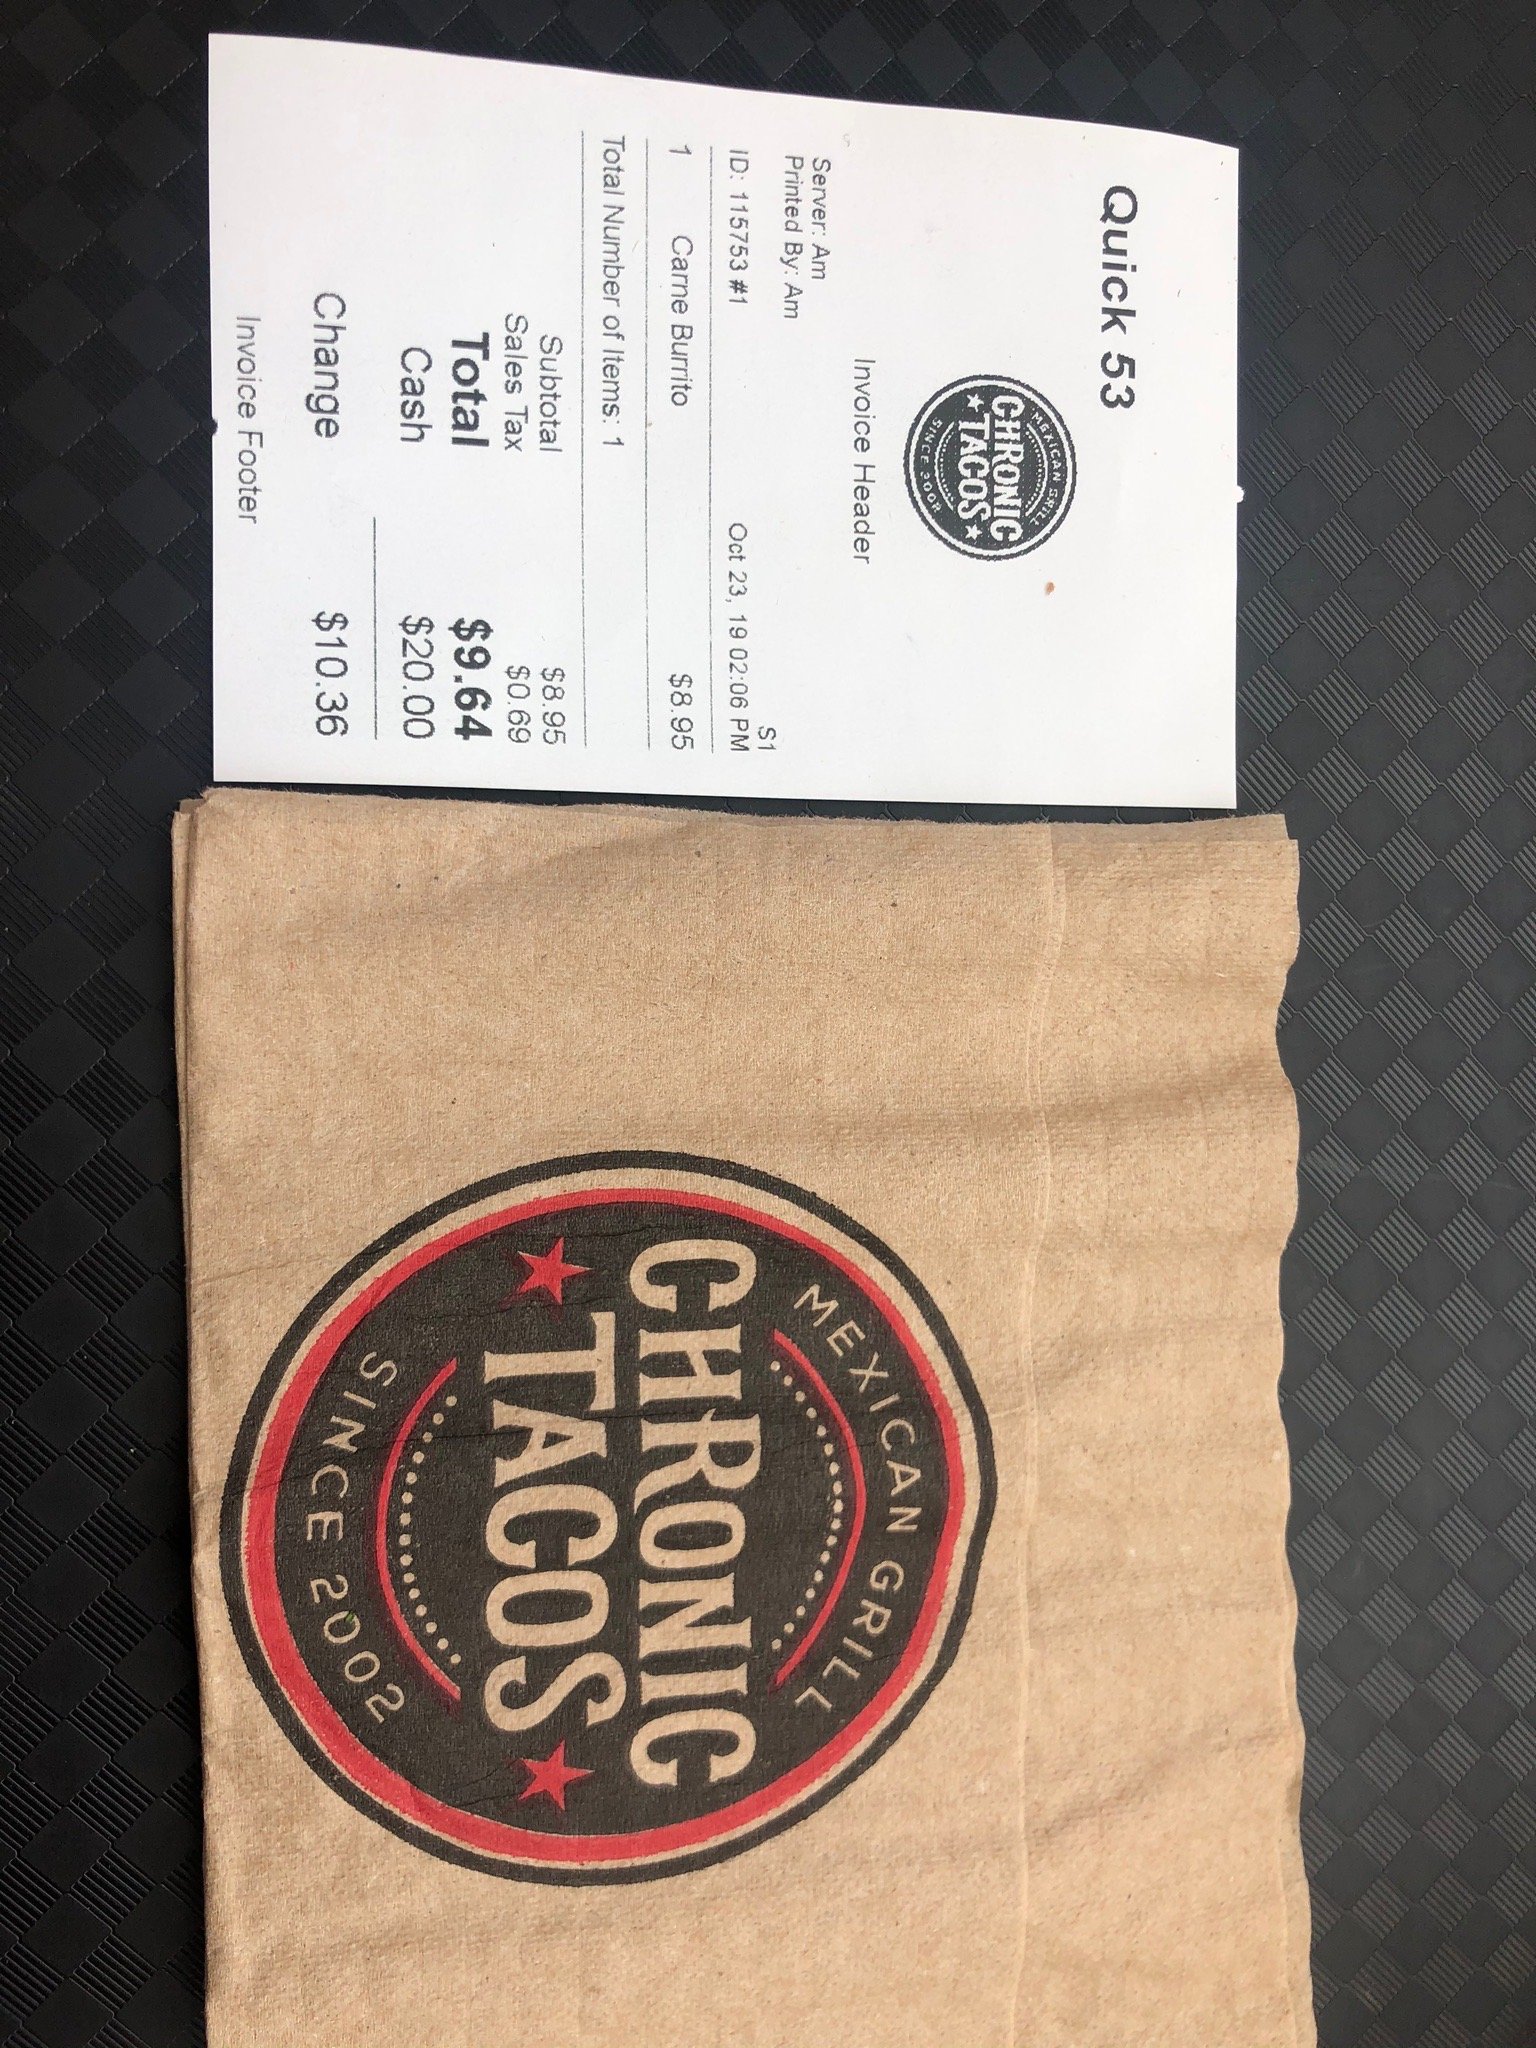 Quick 53
MEXICAN GRILL
CHRONIC
TACOS
SINCE 2002
Invoice Header
Server: Am
Printed By: Am
S1
ID: 115753 #1 Oct 23, 19 02:06 PM
1 Carne Burrito $8.95
Total Number of Items: 1
Subtotal $8.95
Sales Tax $0.69
Total $9.64
Cash $20.00
Change $10.36
Invoice Footer
MEXICAN GRILL
CHRONIC
TACOS
SINCE 2002